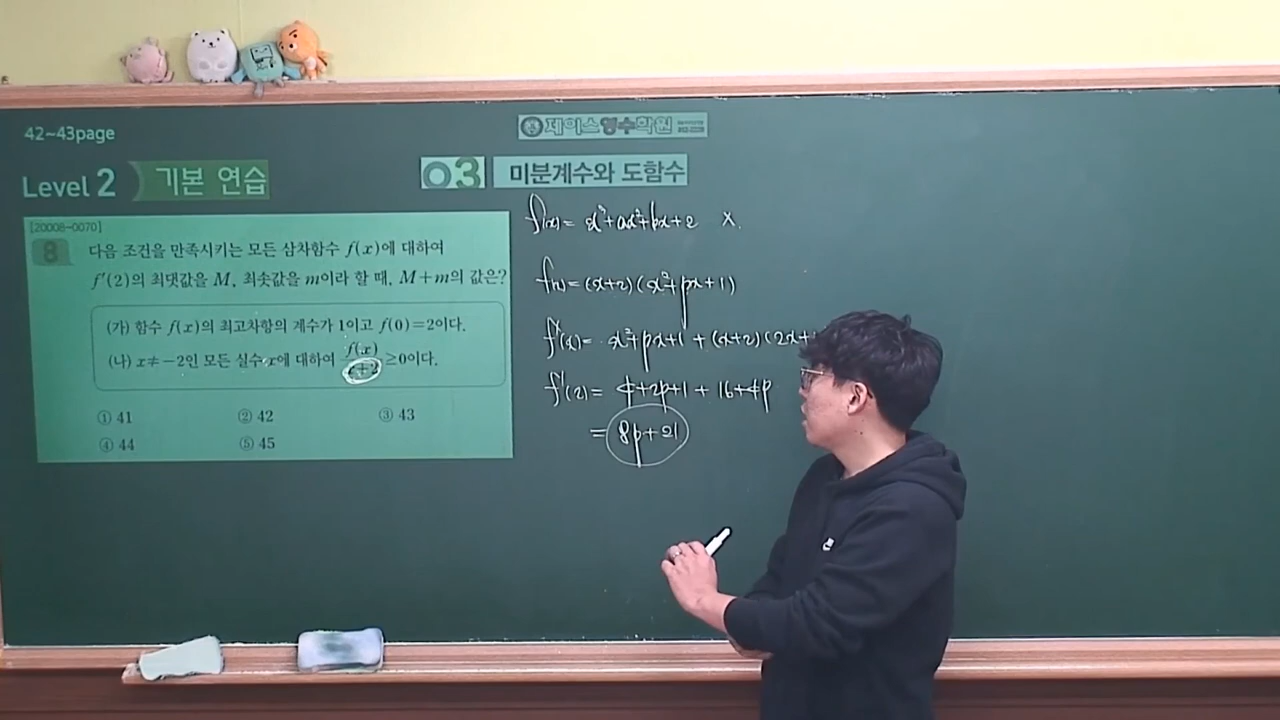 42~43page
제이스영수학원
Level 2 기본 연습
03 미분계수와 도함수
[20008-0070]
8 다음 조건을 만족시키는 모든 삼차함수 f(x)에 대하여
f'(2)의 최댓값을 M, 최솟값을 m이라 할 때, M+m의 값은?
(가) 함수 f(x)의 최고차항의 계수가 1이고 f(0)=2이다.
(나) x≠-2인 모든 실수 x에 대하여 f(x)/x+2 ≥0이다.
① 41 ② 42 ③ 43
④ 44 ⑤ 45
f(x)= x³+ax²+bx+2 x.
f(x)=(x+2)(x²+px+1)
f'(x)= x²+px+1+(x+2)(2x+
f'(2)= 4+2p+1+16+4p
= 8p+21